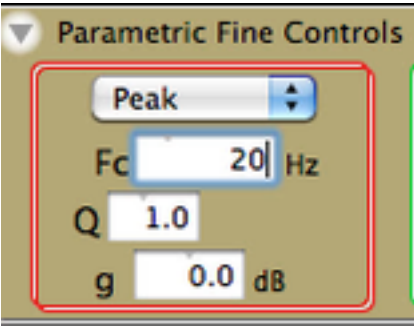 Parametric Fine Controls
Peak
Fc 20 Hz
Q 1.0
g 0.0 dB